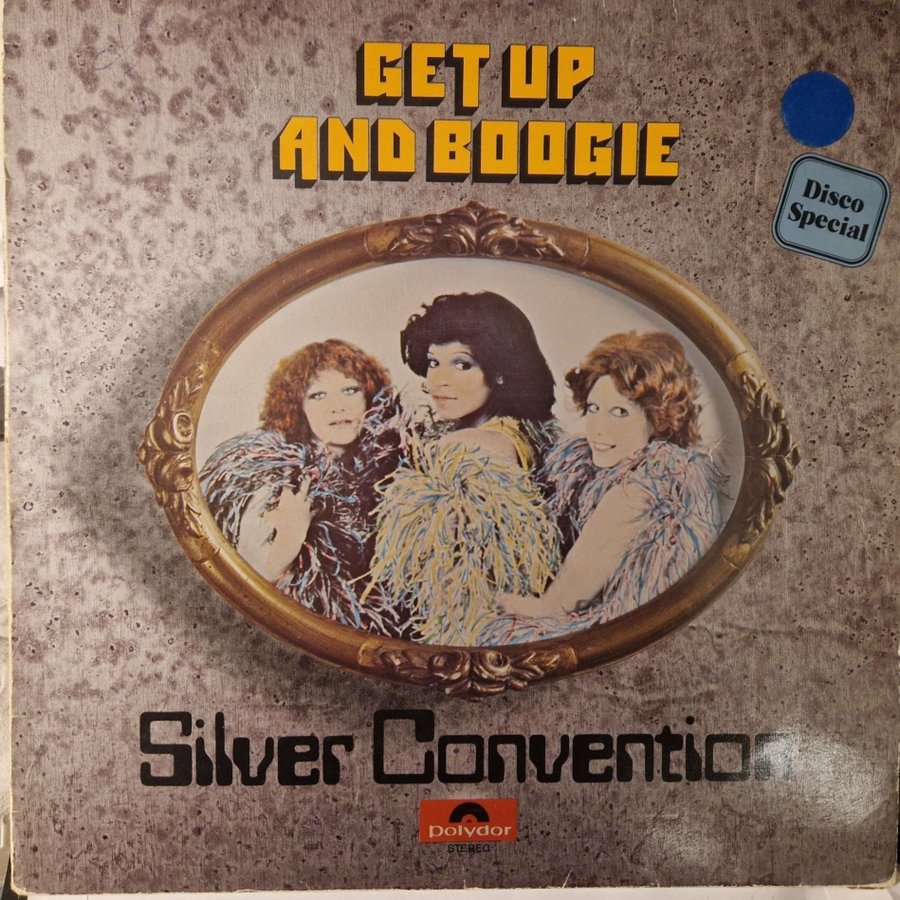 GET UP
AND BOOGIE
Disco
Special
Silver Convention
polydor
STEREO